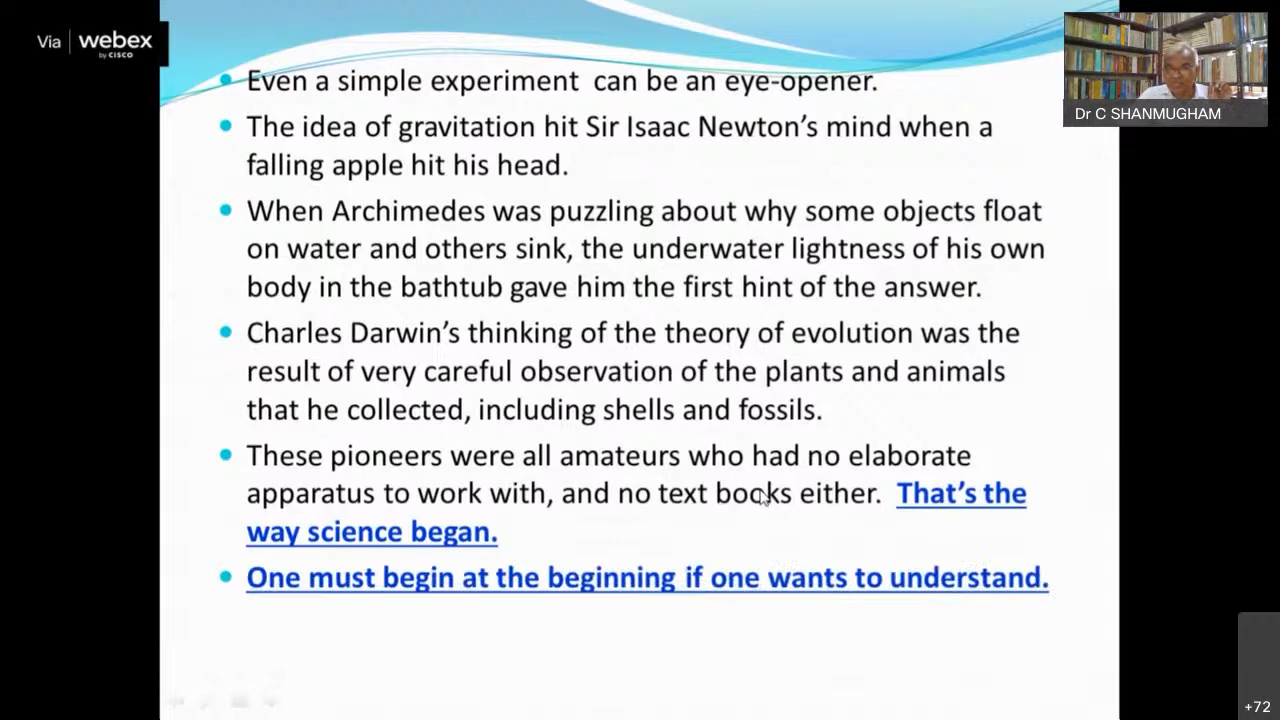 Via webex
by CISCO
Dr C SHANMUGHAM
Even a simple experiment can be an eye-opener.
The idea of gravitation hit Sir Isaac Newton's mind when a
falling apple hit his head.
When Archimedes was puzzling about why some objects float
on water and others sink, the underwater lightness of his own
body in the bathtub gave him the first hint of the answer.
Charles Darwin's thinking of the theory of evolution was the
result of very careful observation of the plants and animals
that he collected, including shells and fossils.
These pioneers were all amateurs who had no elaborate
apparatus to work with, and no text books either. That's the
way science began.
One must begin at the beginning if one wants to understand.
+72